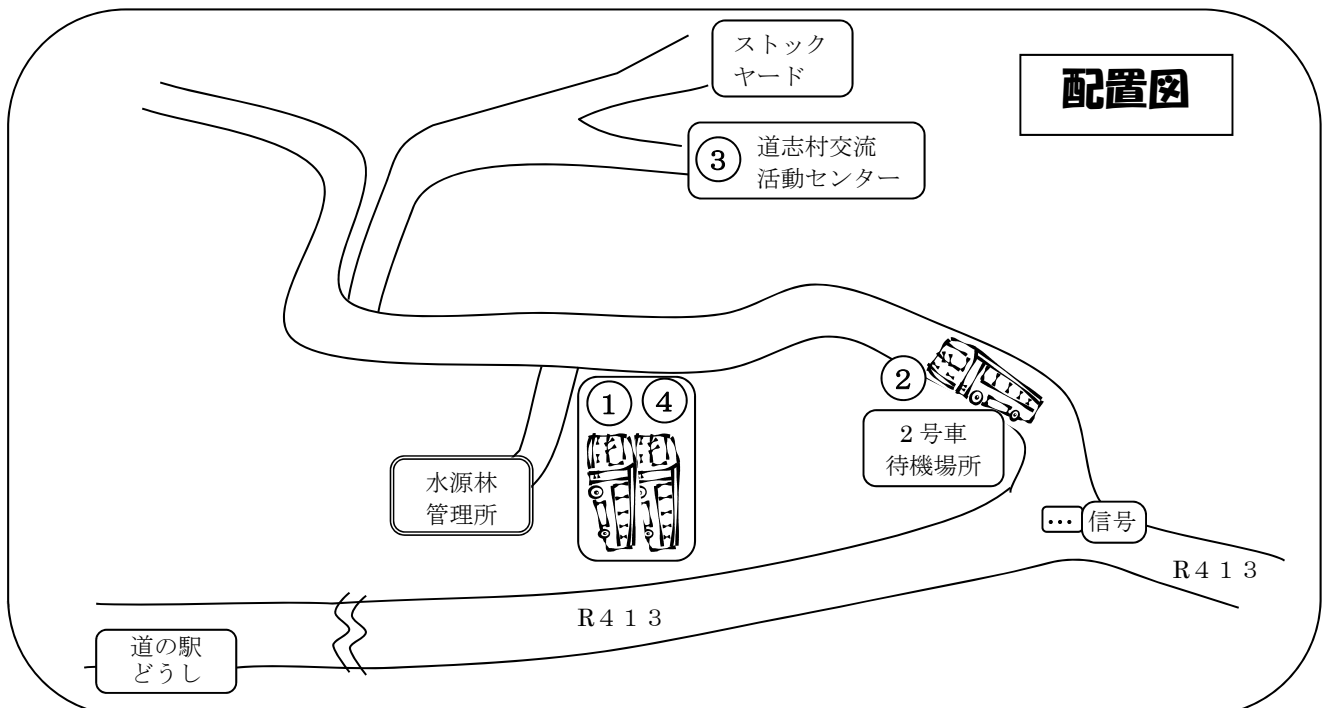 配置図
ストック
ヤード
③ 道志村交流
活動センター
②
2号車
待機場所
① ④
水源林
管理所
… 信号
R413
R413
道の駅
どうし